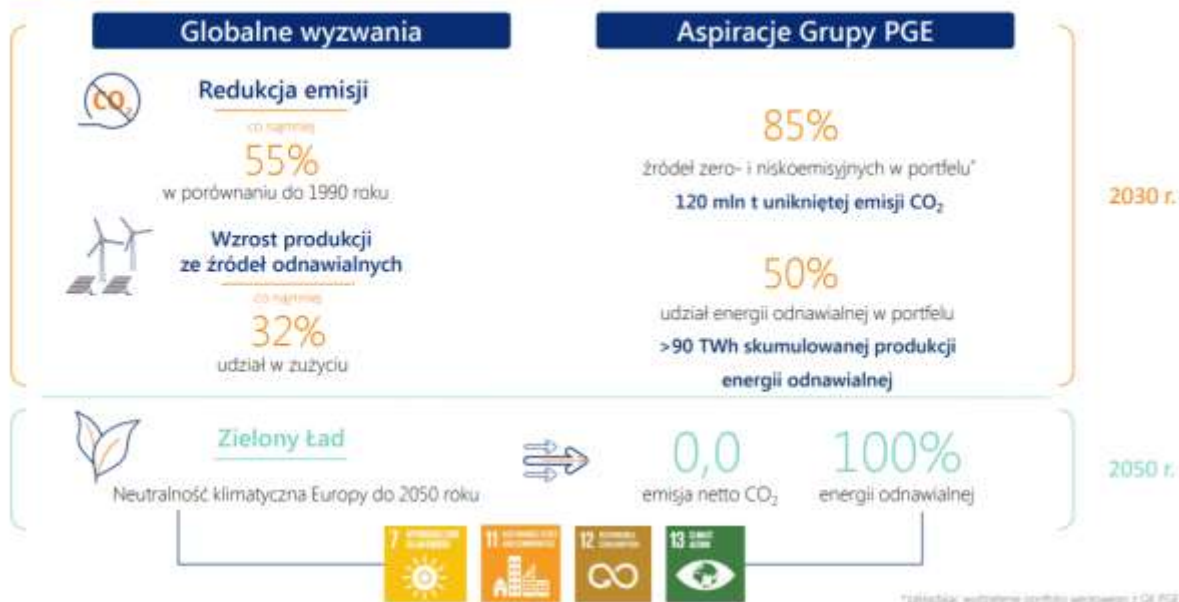 Globalne wyzwania
Aspiracje Grupy PGE
CO₂
Redukcja emisji
co najmniej
55%
w porównaniu do 1990 roku
Wzrost produkcji
ze źródeł odnawialnych
co najmniej
32%
udział w zużyciu
85%
źródeł zero- i niskoemisyjnych w portfelu*
120 mln t unikniętej emisji CO₂
50%
udział energii odnawialnej w portfelu
>90 TWh skumulowanej produkcji
energii odnawialnej
2030 r.
Zielony Ład
Neutralność klimatyczna Europy do 2050 roku
0,0
emisja netto CO₂
100%
energii odnawialnej
2050 r.
7
11
12
13 CLIMATE
ACTION